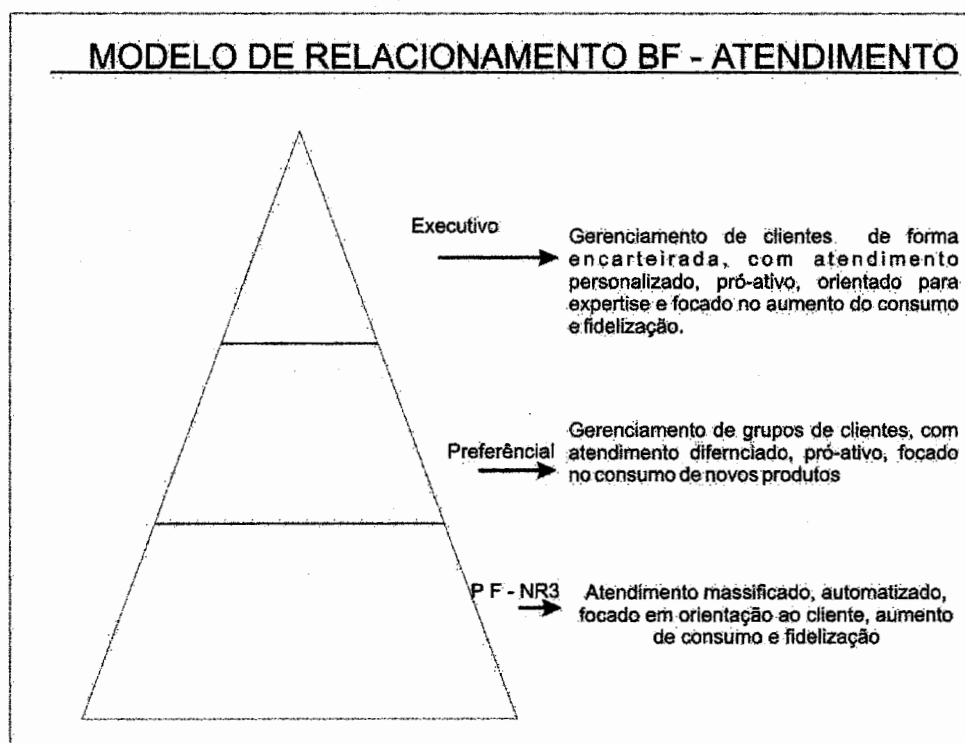 MODELO DE RELACIONAMENTO BF - ATENDIMENTO
Executivo
Gerenciamento de clientes de forma
encarteirada, com atendimento
personalizado, pró-ativo, orientado para
expertise e focado no aumento do consumo
e fidelização.
Preferêncial
Gerenciamento de grupos de clientes, com
atendimento difernciado, pró-ativo, focado
no consumo de novos produtos
P F - NR3
Atendimento massificado, automatizado,
focado em orientação ao cliente, aumento
de consumo e fidelização